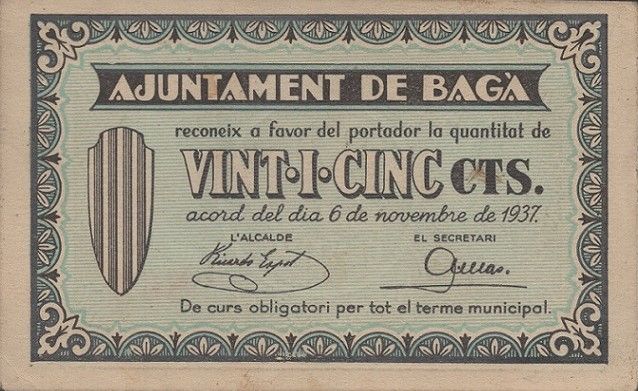 AJUNTAMENT DE BAGÀ
reconeix a favor del portador la quantitat de
VINT·I·CINC CTS.
acord del dia 6 de novembre de 1937.
L'ALCALDE EL SECRETARI
De curs obligatori per tot el terme municipal.